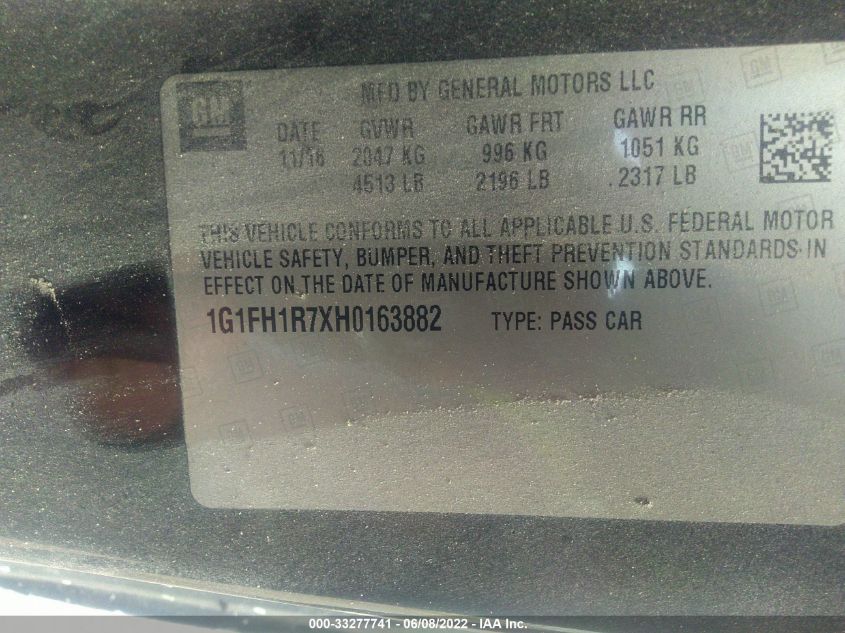 GM
MFD BY GENERAL MOTORS LLC
DATE GVWR GAWR FRT GAWR RR
11/16 2047 KG 996 KG 1051 KG
4513 LB 2196 LB 2317 LB
THIS VEHICLE CONFORMS TO ALL APPLICABLE U.S. FEDERAL MOTOR
VEHICLE SAFETY, BUMPER, AND THEFT PREVENTION STANDARDS IN
EFFECT ON THE DATE OF MANUFACTURE SHOWN ABOVE.
1G1FH1R7XH0163882 TYPE: PASS CAR
000-33277741 - 06/08/2022 - IAA Inc.